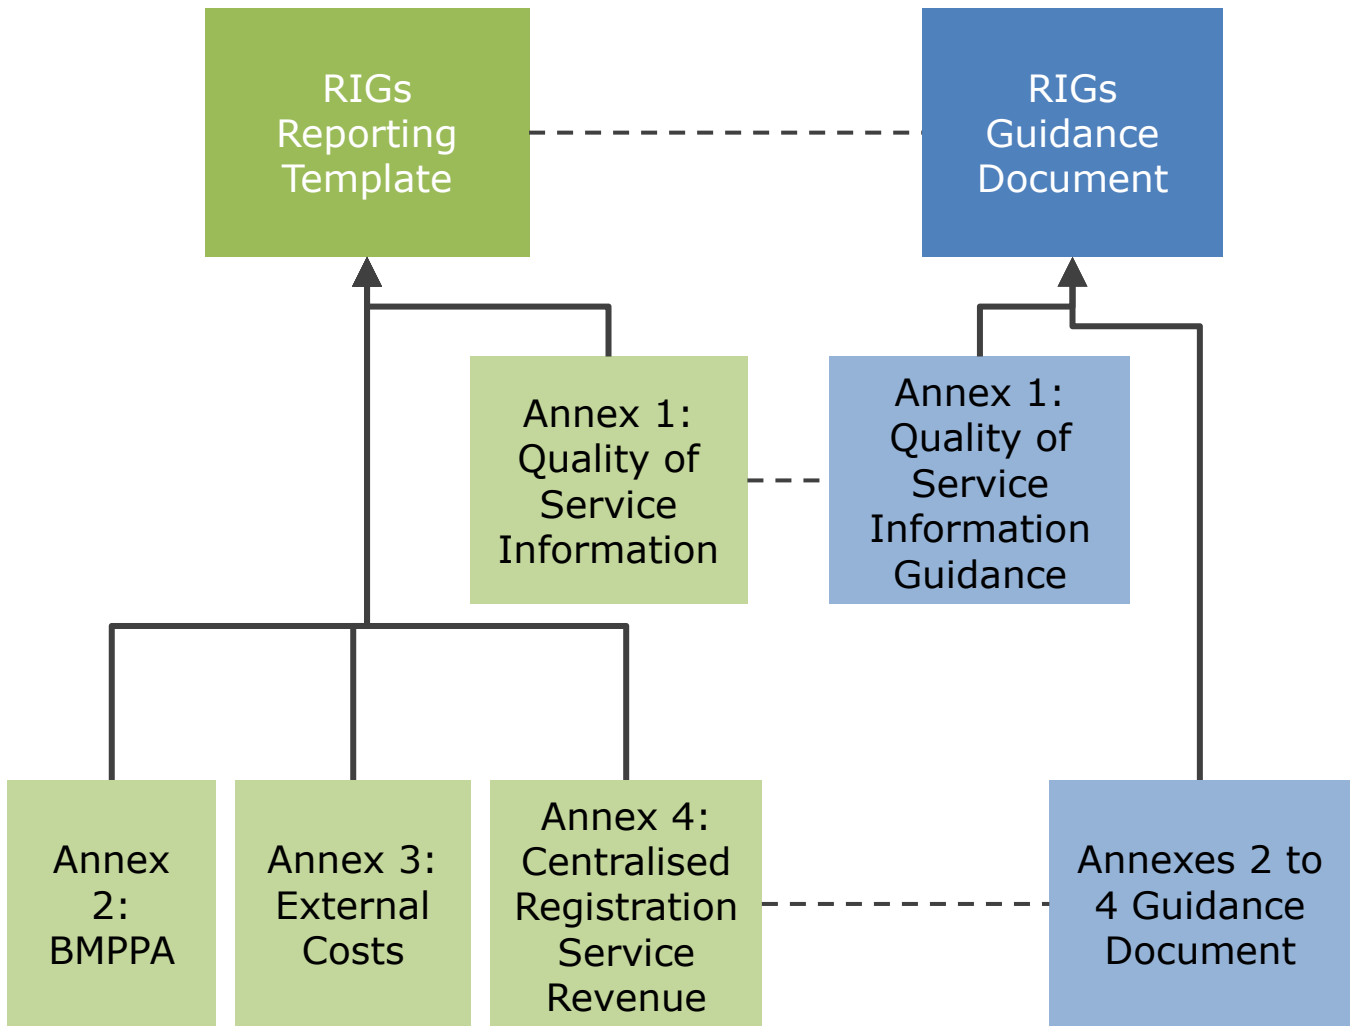 RIGs
Reporting
Template
RIGs
Guidance
Document
Annex 1:
Quality of
Service
Information
Annex 1:
Quality of
Service
Information
Guidance
Annex
2:
BMPPA
Annex 3:
External
Costs
Annex 4:
Centralised
Registration
Service
Revenue
Annexes 2 to
4 Guidance
Document